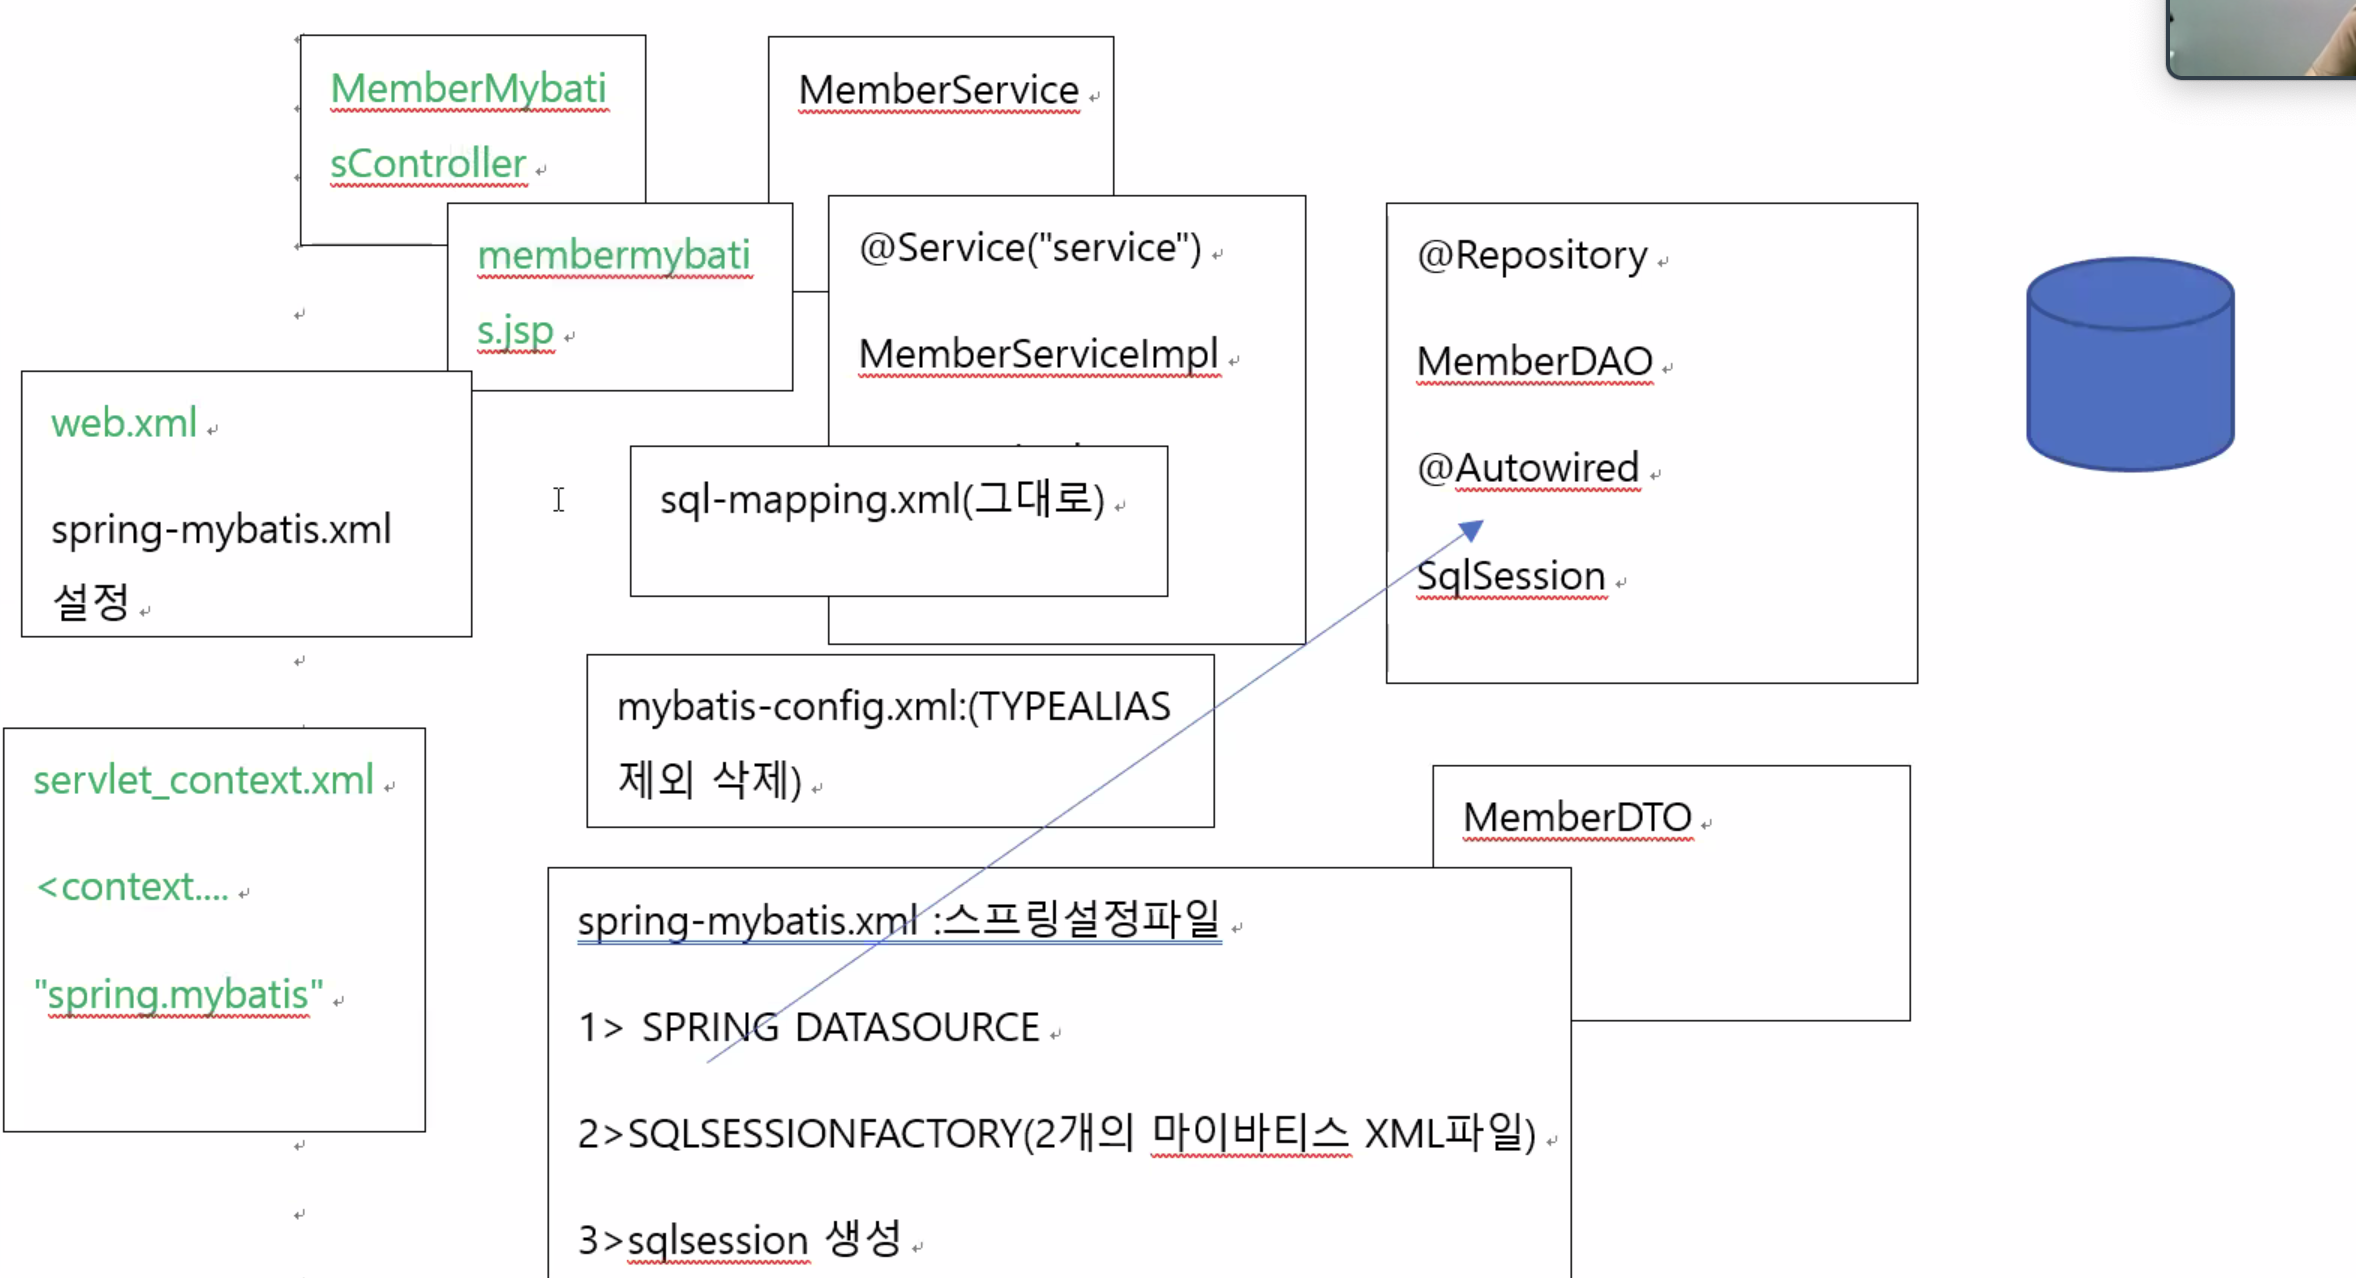 MemberMybati
sController
MemberService
membermybati
s.jsp
@Service("service")
MemberServiceImpl
@Repository
MemberDAO
@Autowired
SqlSession
web.xml
spring-mybatis.xml
설정
sql-mapping.xml(그대로)
mybatis-config.xml:(TYPEALIAS
제외 삭제)
servlet_context.xml
<context....
"spring.mybatis"
MemberDTO
spring-mybatis.xml :스프링설정파일
1> SPRING DATASOURCE
2>SQLSESSIONFACTORY(2개의 마이바티스 XML파일)
3>sqlsession 생성